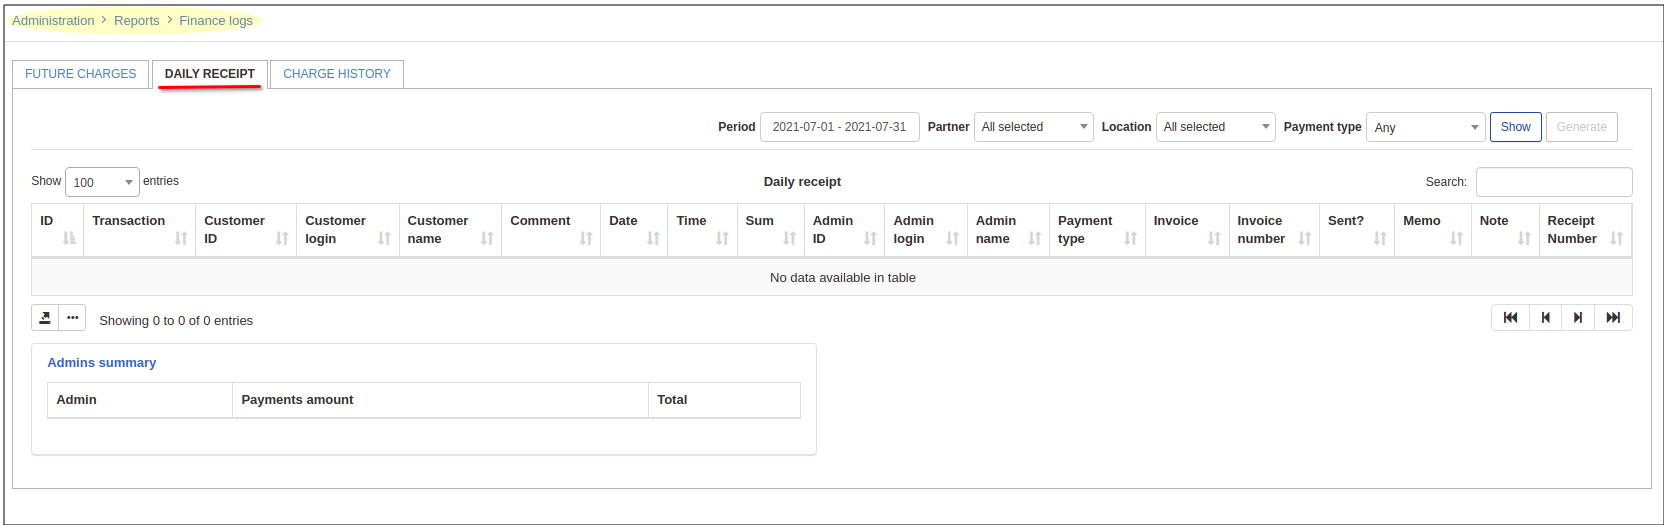 Administration > Reports > Finance logs
FUTURE CHARGES DAILY RECEIPT CHARGE HISTORY
Period 2021-07-01 - 2021-07-31 Partner All selected Location All selected Payment type Any Show Generate
Show 100 entries Daily receipt Search:
ID Transaction Customer ID Customer login Customer name Comment Date Time Sum Admin ID Admin login Admin name Payment type Invoice Invoice number Sent? Memo Note Receipt Number
No data available in table
Showing 0 to 0 of 0 entries
Admins summary
Admin Payments amount Total